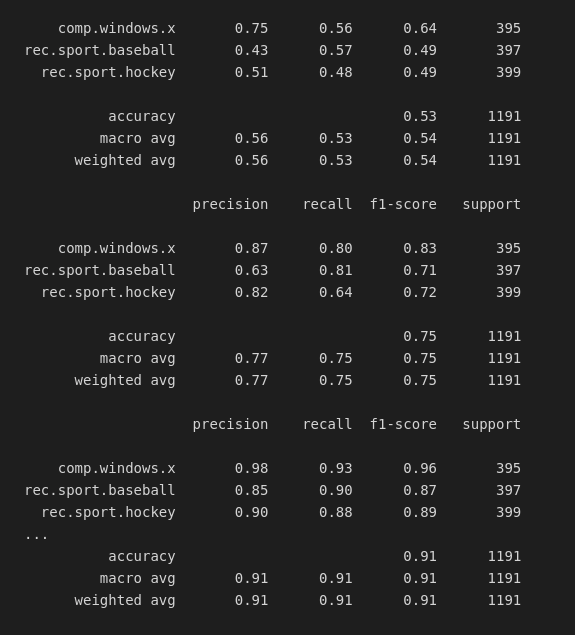 comp.windows.x 0.75 0.56 0.64 395
rec.sport.baseball 0.43 0.57 0.49 397
rec.sport.hockey 0.51 0.48 0.49 399
accuracy 0.53 1191
macro avg 0.56 0.53 0.54 1191
weighted avg 0.56 0.53 0.54 1191
precision recall f1-score support
comp.windows.x 0.87 0.80 0.83 395
rec.sport.baseball 0.63 0.81 0.71 397
rec.sport.hockey 0.82 0.64 0.72 399
accuracy 0.75 1191
macro avg 0.77 0.75 0.75 1191
weighted avg 0.77 0.75 0.75 1191
precision recall f1-score support
comp.windows.x 0.98 0.93 0.96 395
rec.sport.baseball 0.85 0.90 0.87 397
rec.sport.hockey 0.90 0.88 0.89 399
...
accuracy 0.91 1191
macro avg 0.91 0.91 0.91 1191
weighted avg 0.91 0.91 0.91 1191